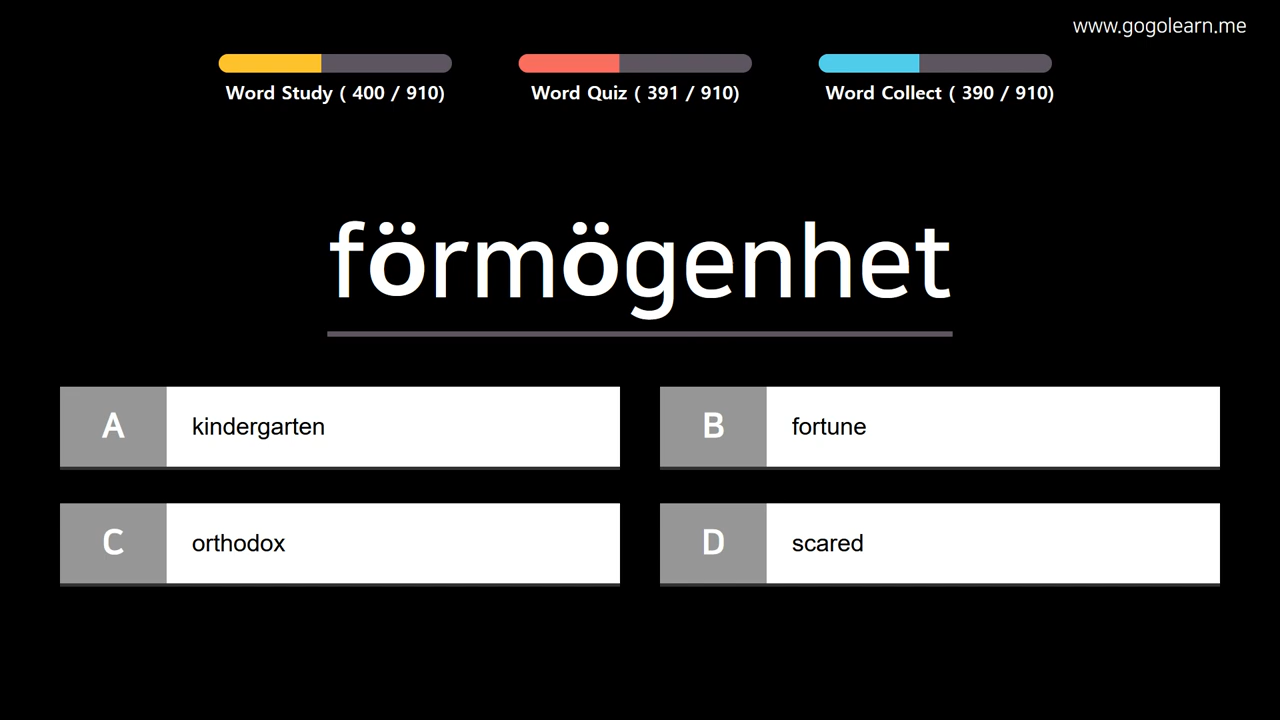 www.gogolearn.me
Word Study ( 400 / 910)
Word Quiz ( 391 / 910)
Word Collect ( 390 / 910)
förmögenhet
A kindergarten
B fortune
C orthodox
D scared